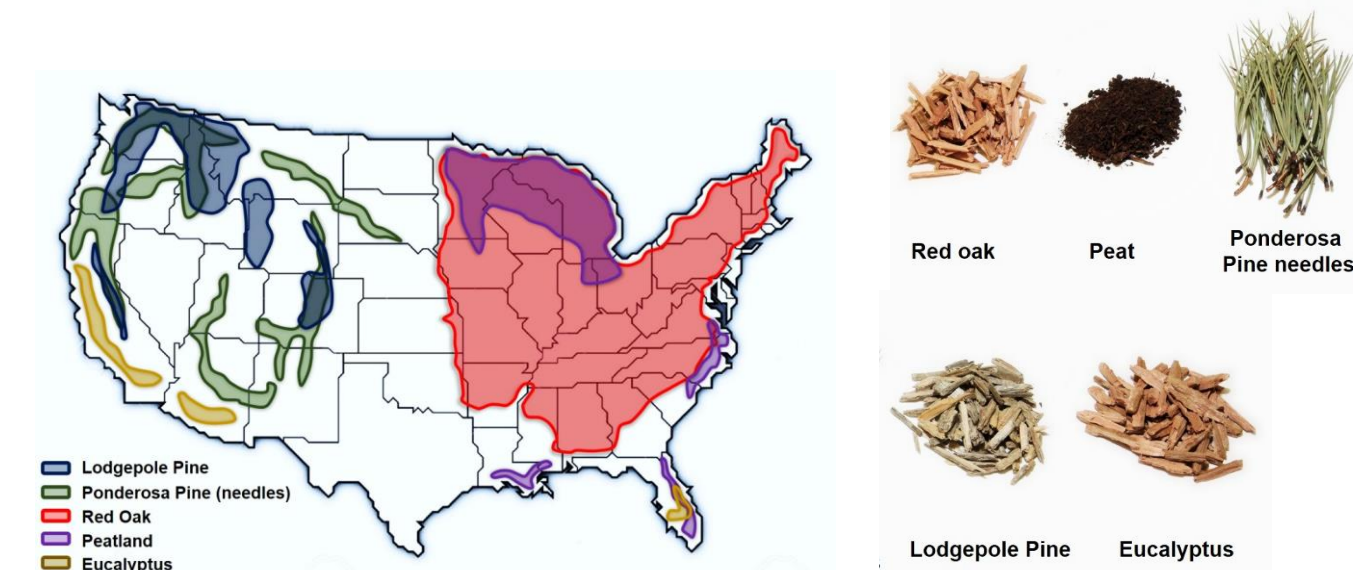 Red oak
Peat
Ponderosa
Pine needles
Lodgepole Pine
Eucalyptus
Lodgepole Pine
Ponderosa Pine (needles)
Red Oak
Peatland
Eucalyptus